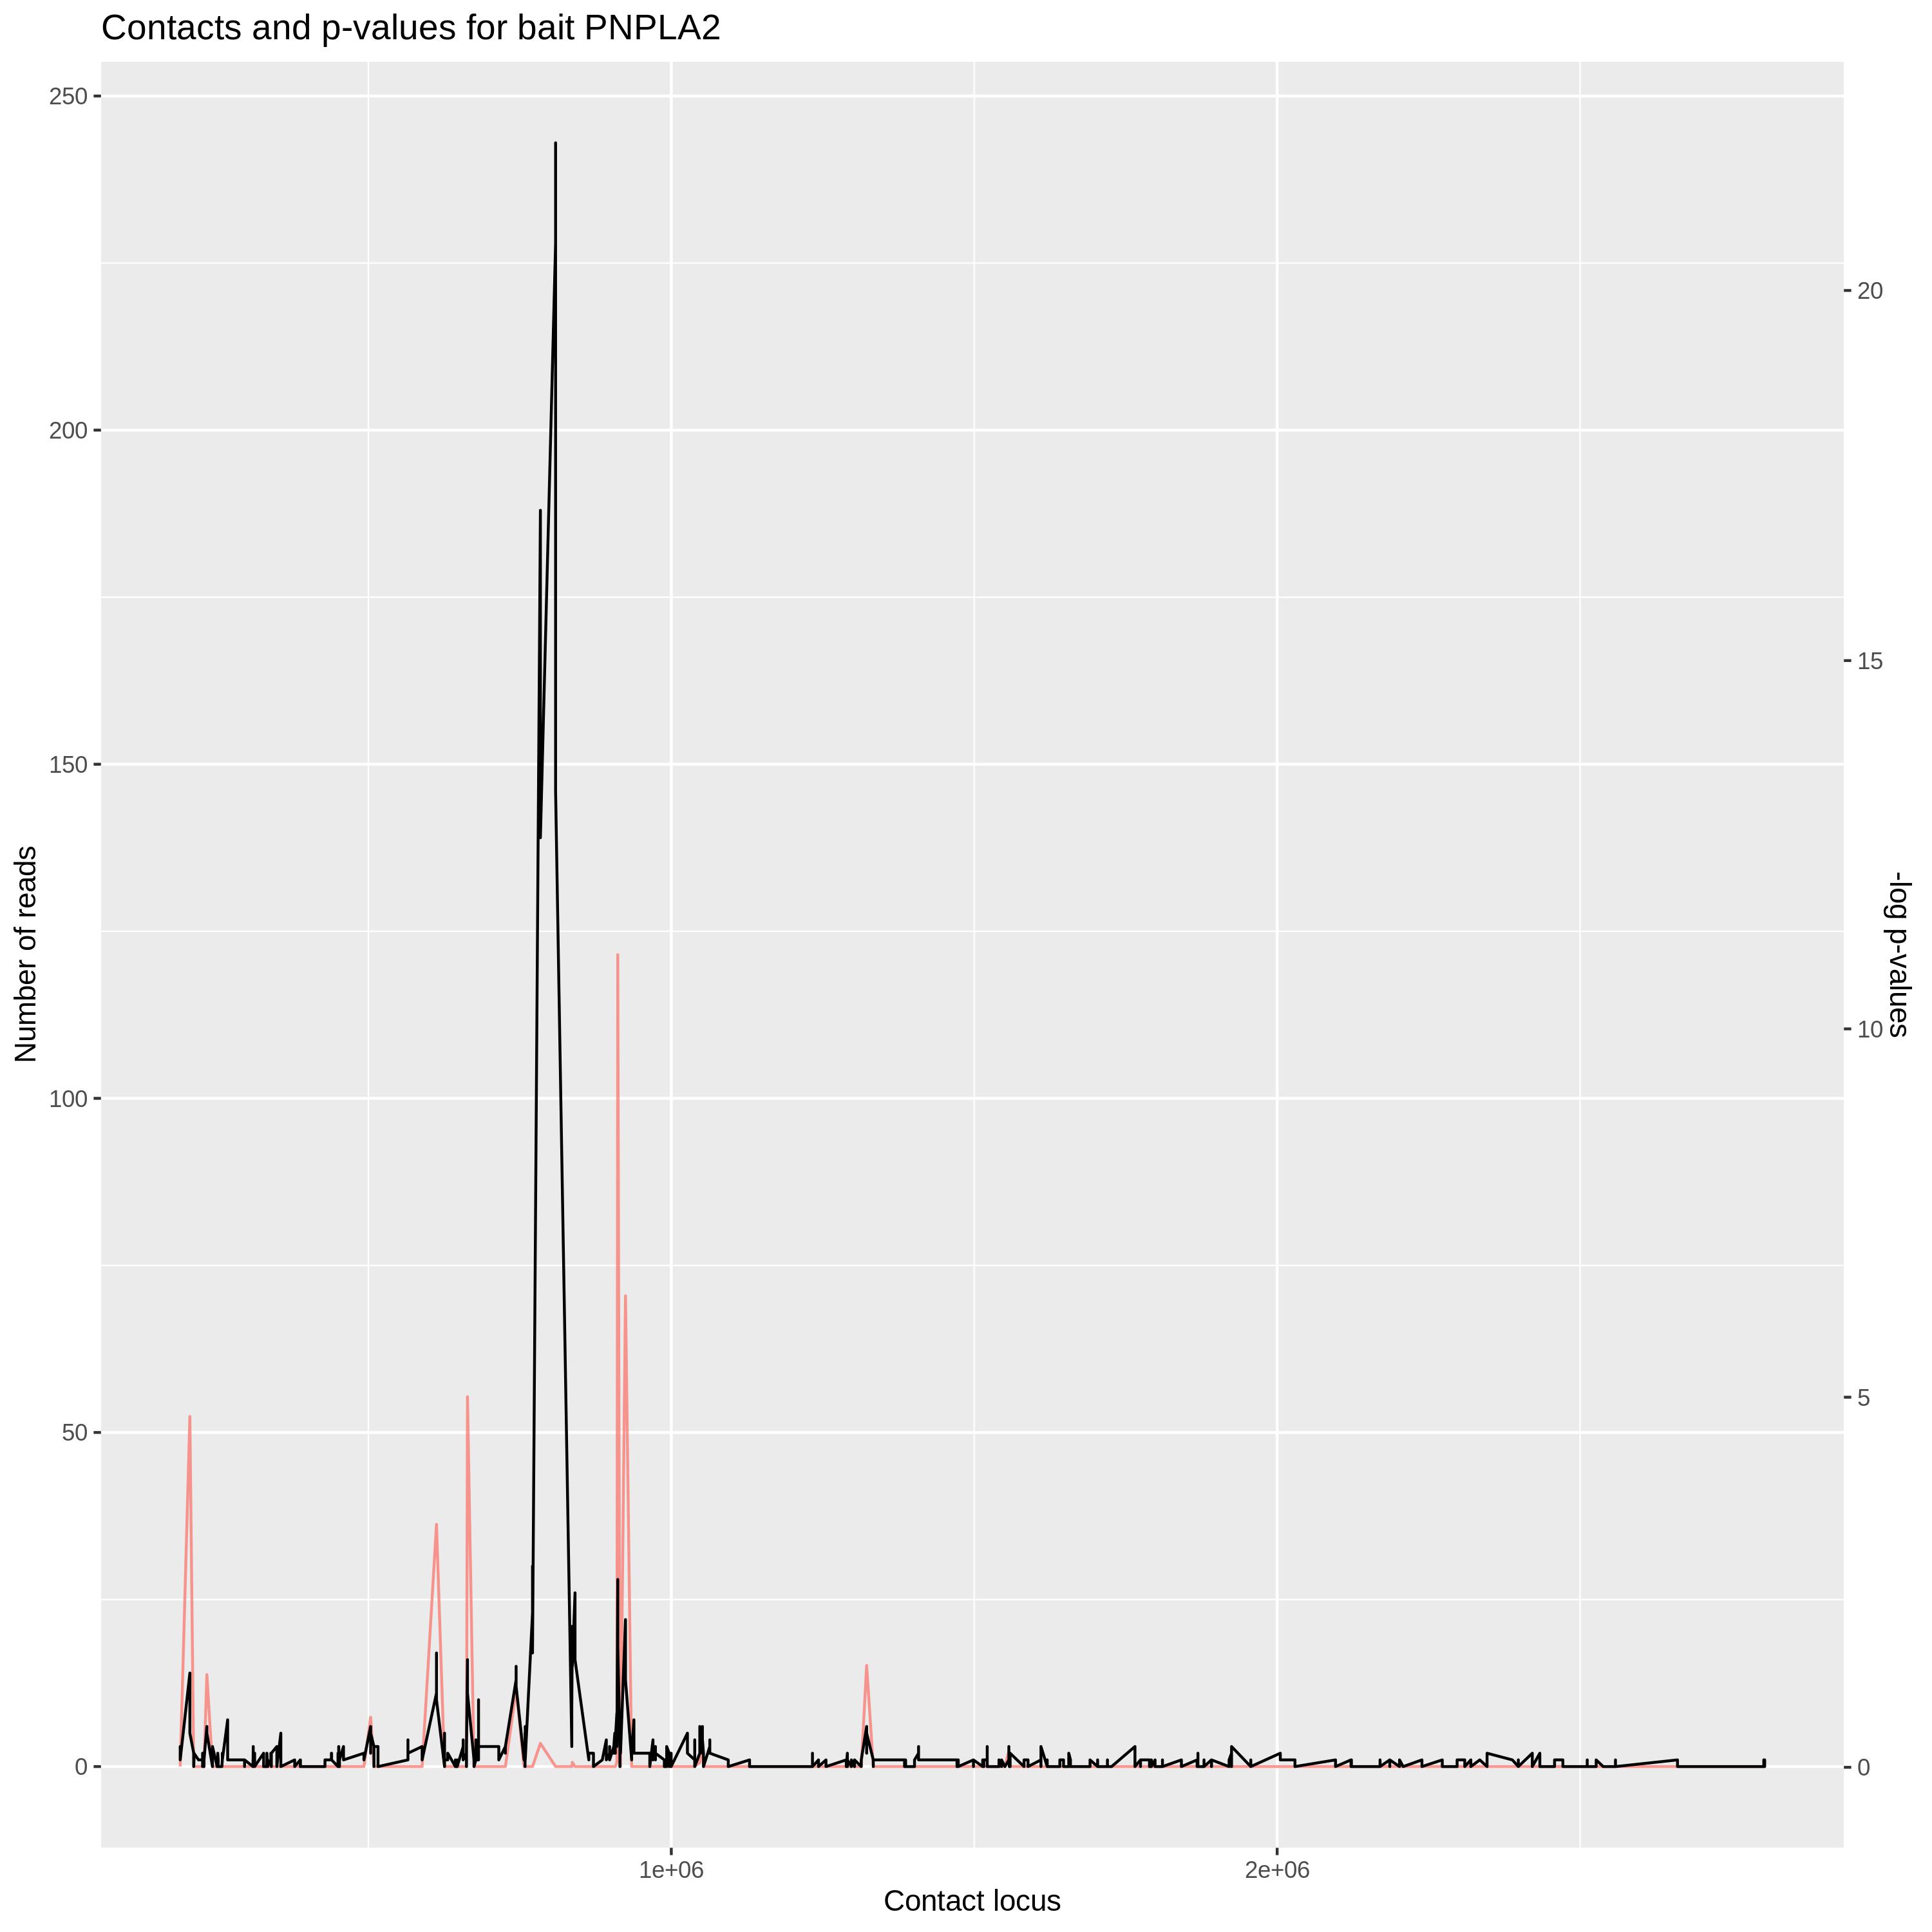 Contacts and p-values for bait PNPLA2
250
200
150
100
50
0
Number of reads
20
15
10
5
0
-log p-values
1e+06
2e+06
Contact locus